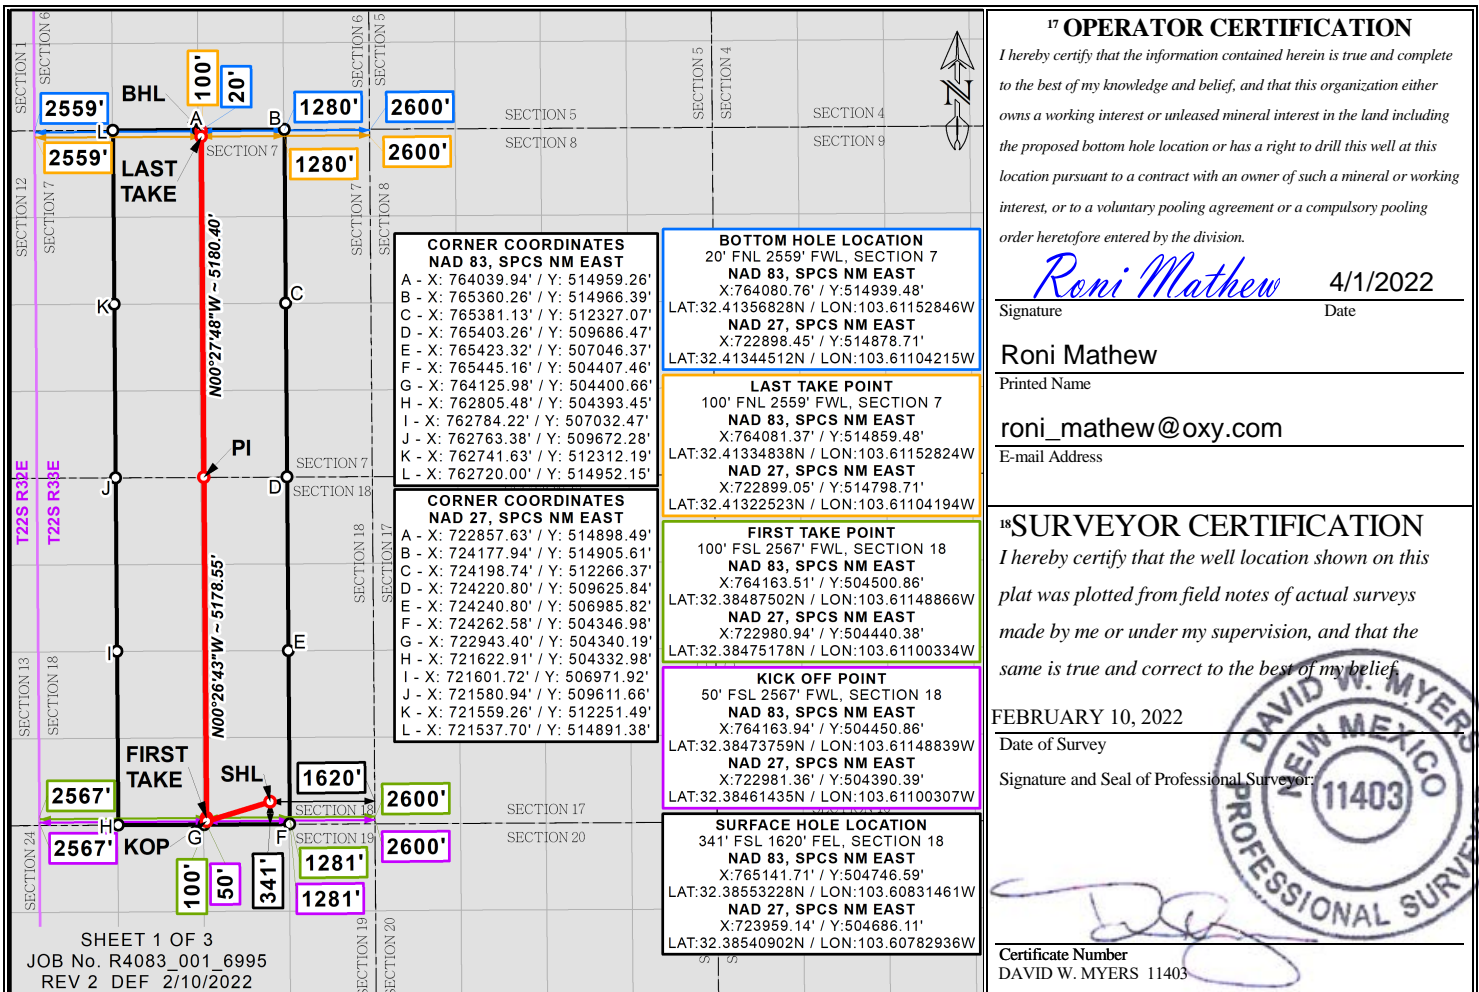 SECTION 1
SECTION 6
SECTION 6
SECTION 5
SECTION 5
SECTION 4
N
2559'
BHL
100'
20'
1280'
2600'
SECTION 5
SECTION 4
L
A
B
2559'
LAST
TAKE
SECTION 7
1280'
2600'
SECTION 8
SECTION 9
SECTION 12
SECTION 7
SECTION 7
SECTION 8
N00°27'48"W ~ 5180.40'
K
C
PI
J
D
SECTION 7
SECTION 18
T22S R32E
T22S R33E
SECTION 18
SECTION 17
N00°26'43"W ~ 5178.55'
I
E
SECTION 13
SECTION 18
FIRST
TAKE
SHL
1620'
2567'
2600'
SECTION 18
SECTION 17
H
G
F
SECTION 19
SECTION 20
2567'
KOP
2600'
SECTION 24
100'
50'
341'
1281'
1281'
SECTION 19
SECTION 20
SHEET 1 OF 3
JOB No. R4083_001_6995
REV 2 DEF 2/10/2022
CORNER COORDINATES
NAD 83, SPCS NM EAST
A - X: 764039.94' / Y: 514959.26'
B - X: 765360.26' / Y: 514966.39'
C - X: 765381.13' / Y: 512327.07'
D - X: 765403.26' / Y: 509686.47'
E - X: 765423.32' / Y: 507046.37'
F - X: 765445.16' / Y: 504407.46'
G - X: 764125.98' / Y: 504400.66'
H - X: 762805.48' / Y: 504393.45'
I - X: 762784.22' / Y: 507032.47'
J - X: 762763.38' / Y: 509672.28'
K - X: 762741.63' / Y: 512312.19'
L - X: 762720.00' / Y: 514952.15'
CORNER COORDINATES
NAD 27, SPCS NM EAST
A - X: 722857.63' / Y: 514898.49'
B - X: 724177.94' / Y: 514905.61'
C - X: 724198.74' / Y: 512266.37'
D - X: 724220.80' / Y: 509625.84'
E - X: 724240.80' / Y: 506985.82'
F - X: 724262.58' / Y: 504346.98'
G - X: 722943.40' / Y: 504340.19'
H - X: 721622.91' / Y: 504332.98'
I - X: 721601.72' / Y: 506971.92'
J - X: 721580.94' / Y: 509611.66'
K - X: 721559.26' / Y: 512251.49'
L - X: 721537.70' / Y: 514891.38'
BOTTOM HOLE LOCATION
20' FNL 2559' FWL, SECTION 7
NAD 83, SPCS NM EAST
X:764080.76' / Y:514939.48'
LAT:32.41356828N / LON:103.61152846W
NAD 27, SPCS NM EAST
X:722898.45' / Y:514878.71'
LAT:32.41344512N / LON:103.61104215W
LAST TAKE POINT
100' FNL 2559' FWL, SECTION 7
NAD 83, SPCS NM EAST
X:764081.37' / Y:514859.48'
LAT:32.41334838N / LON:103.61152824W
NAD 27, SPCS NM EAST
X:722899.05' / Y:514798.71'
LAT:32.41322523N / LON:103.61104194W
FIRST TAKE POINT
100' FSL 2567' FWL, SECTION 18
NAD 83, SPCS NM EAST
X:764163.51' / Y:504500.86'
LAT:32.38487502N / LON:103.61148866W
NAD 27, SPCS NM EAST
X:722980.94' / Y:504440.38'
LAT:32.38475178N / LON:103.61100334W
KICK OFF POINT
50' FSL 2567' FWL, SECTION 18
NAD 83, SPCS NM EAST
X:764163.94' / Y:504450.86'
LAT:32.38473759N / LON:103.61148839W
NAD 27, SPCS NM EAST
X:722981.36' / Y:504390.39'
LAT:32.38461435N / LON:103.61100307W
SURFACE HOLE LOCATION
341' FSL 1620' FEL, SECTION 18
NAD 83, SPCS NM EAST
X:765141.71' / Y:504746.59'
LAT:32.38553228N / LON:103.60831461W
NAD 27, SPCS NM EAST
X:723959.14' / Y:504686.11'
LAT:32.38540902N / LON:103.60782936W
17 OPERATOR CERTIFICATION
I hereby certify that the information contained herein is true and complete
to the best of my knowledge and belief, and that this organization either
owns a working interest or unleased mineral interest in the land including
the proposed bottom hole location or has a right to drill this well at this
location pursuant to a contract with an owner of such a mineral or working
interest, or to a voluntary pooling agreement or a compulsory pooling
order heretofore entered by the division.
Roni Mathew 4/1/2022
Signature Date
Roni Mathew
Printed Name
roni_mathew@oxy.com
E-mail Address
18 SURVEYOR CERTIFICATION
I hereby certify that the well location shown on this
plat was plotted from field notes of actual surveys
made by me or under my supervision, and that the
same is true and correct to the best of my belief.
FEBRUARY 10, 2022
Date of Survey
Signature and Seal of Professional Surveyor:
DAVID W. MYERS
NEW MEXICO
11403
PROFESSIONAL SURVEY
Certificate Number
DAVID W. MYERS 11403